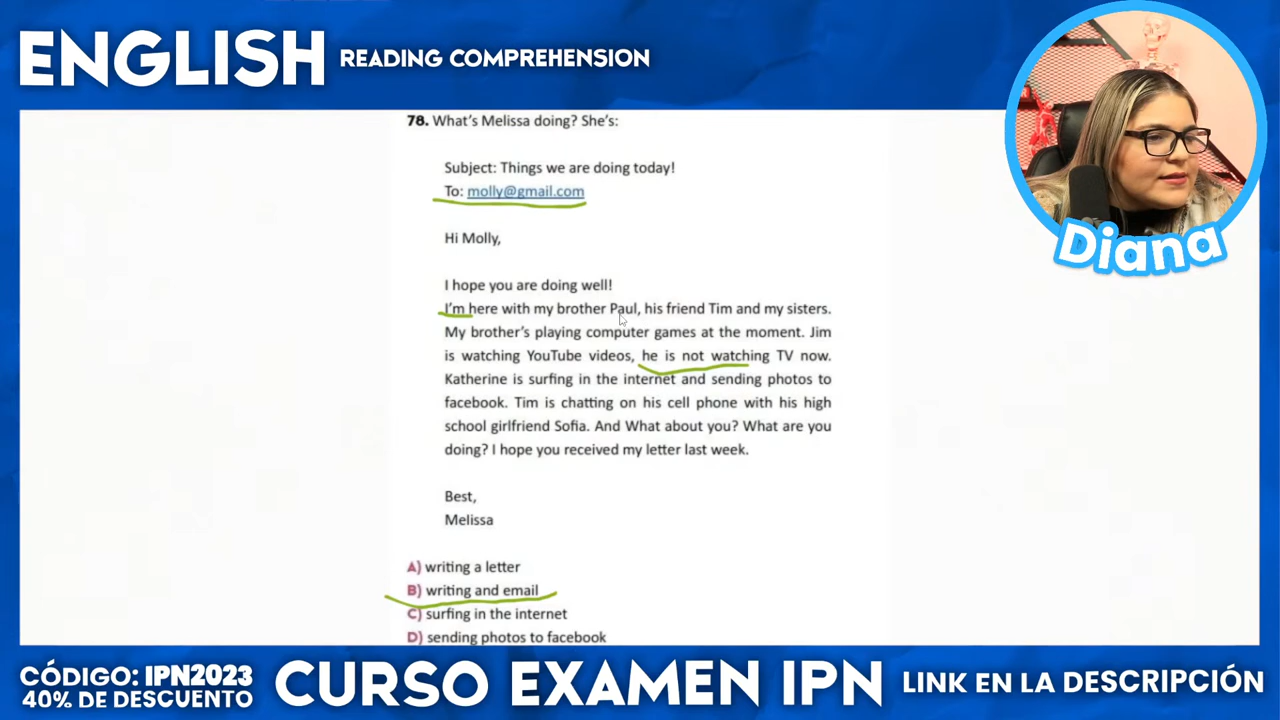 ENGLISH READING COMPREHENSION
78. What's Melissa doing? She's:
Subject: Things we are doing today!
To: molly@gmail.com
Hi Molly,
I hope you are doing well!
I'm here with my brother Paul, his friend Tim and my sisters.
My brother's playing computer games at the moment. Jim
is watching YouTube videos, he is not watching TV now.
Katherine is surfing in the internet and sending photos to
facebook. Tim is chatting on his cell phone with his high
school girlfriend Sofia. And What about you? What are you
doing? I hope you received my letter last week.
Best,
Melissa
A) writing a letter
B) writing and email
C) surfing in the internet
D) sending photos to facebook
Diana
CÓDIGO: IPN2023
40% DE DESCUENTO
CURSO EXAMEN IPN
LINK EN LA DESCRIPCIÓN